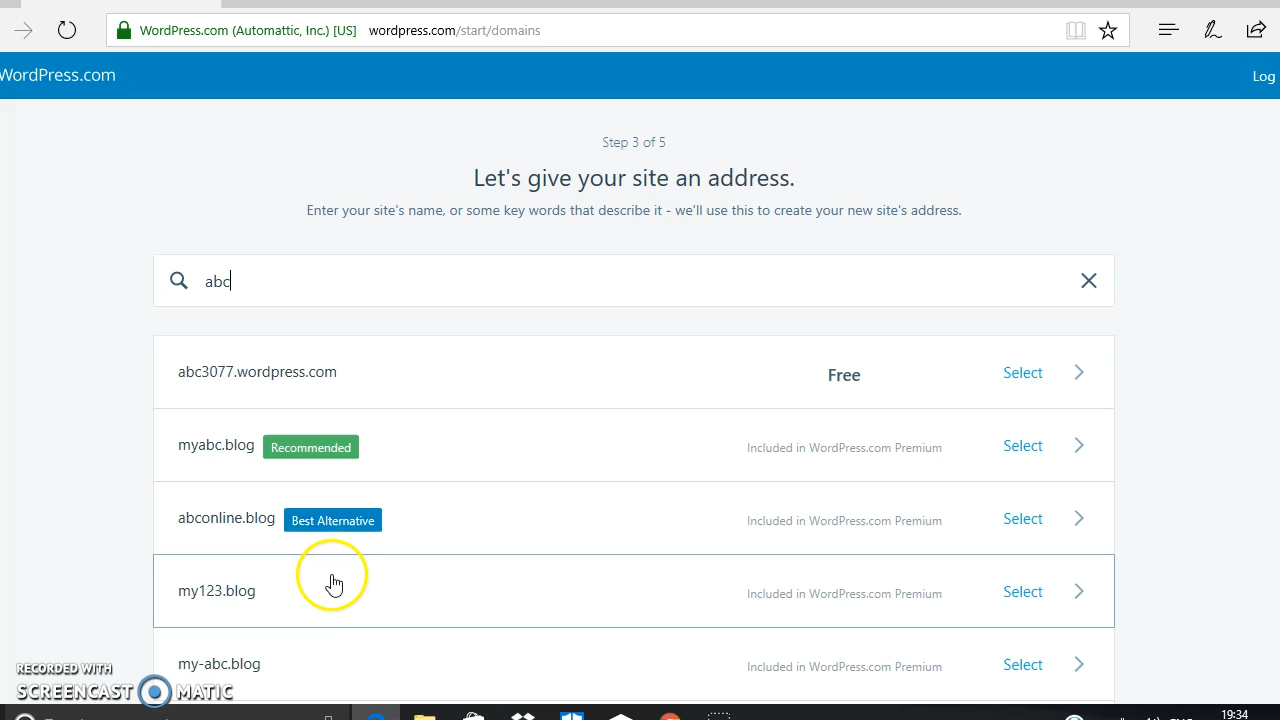 WordPress.com (Automattic, Inc.) [US] wordpress.com/start/domains
WordPress.com
Log
Step 3 of 5
Let's give your site an address.
Enter your site's name, or some key words that describe it - we'll use this to create your new site's address.
abc
abc3077.wordpress.com Free Select
myabc.blog Recommended Included in WordPress.com Premium Select
abconline.blog Best Alternative Included in WordPress.com Premium Select
my123.blog Included in WordPress.com Premium Select
my-abc.blog Included in WordPress.com Premium Select
RECORDED WITH
SCREENCAST MATIC
19:34